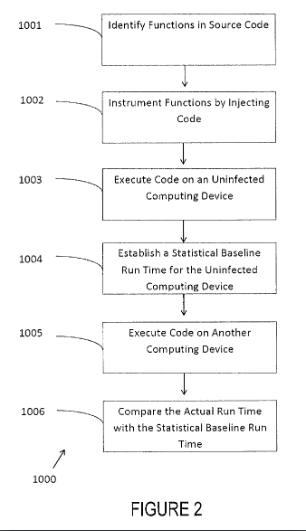 1001
Identify Functions in Source Code
1002
Instrument Functions by Injecting
Code
1003
Execute Code on an Uninfected
Computing Device
1004
Establish a Statistical Baseline
Run Time for the Uninfected
Computing Device
1005
Execute Code on Another
Computing Device
1006
Compare the Actual Run Time
with the Statistical Baseline Run
Time
1000
FIGURE 2